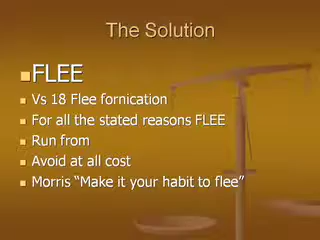 The Solution
FLEE
Vs 18 Flee fornication
For all the stated reasons FLEE
Run from
Avoid at all cost
Morris “Make it your habit to flee”